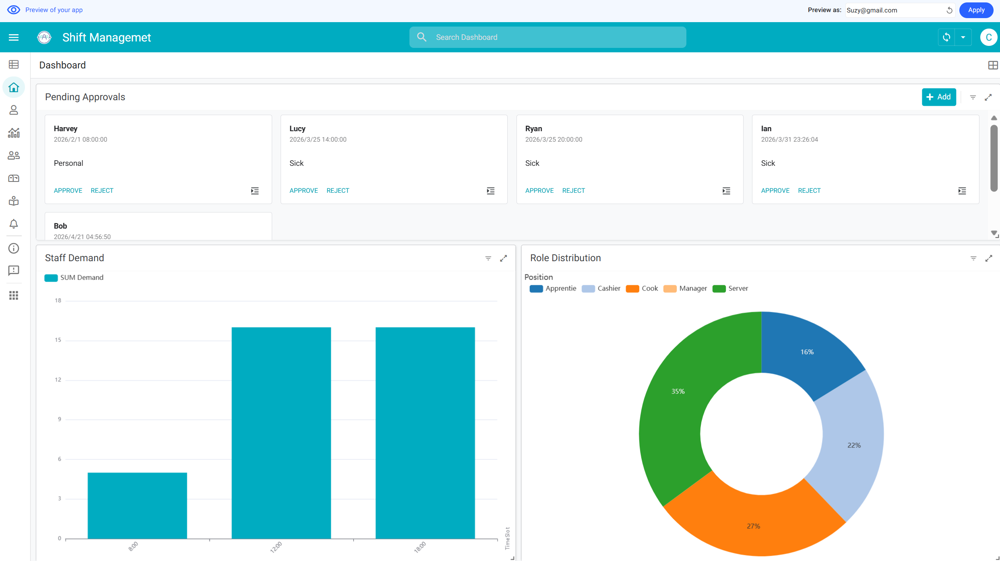 Preview of your app
Preview as: Suzy@gmail.com Apply
Shift Managemet
Search Dashboard
C
Dashboard
Pending Approvals
Add
Harvey
2026/2/1 08:00:00
Personal
APPROVE REJECT
Lucy
2026/3/25 14:00:00
Sick
APPROVE REJECT
Ryan
2026/3/25 20:00:00
Sick
APPROVE REJECT
Ian
2026/3/31 23:26:04
Sick
APPROVE REJECT
Bob
2026/4/21 04:56:50
Staff Demand
SUM Demand
18
15
12
9
6
3
0
8:00
12:00
18:00
TimeSlot
Role Distribution
Position
Apprentie Cashier Cook Manager Server
16%
35%
22%
27%